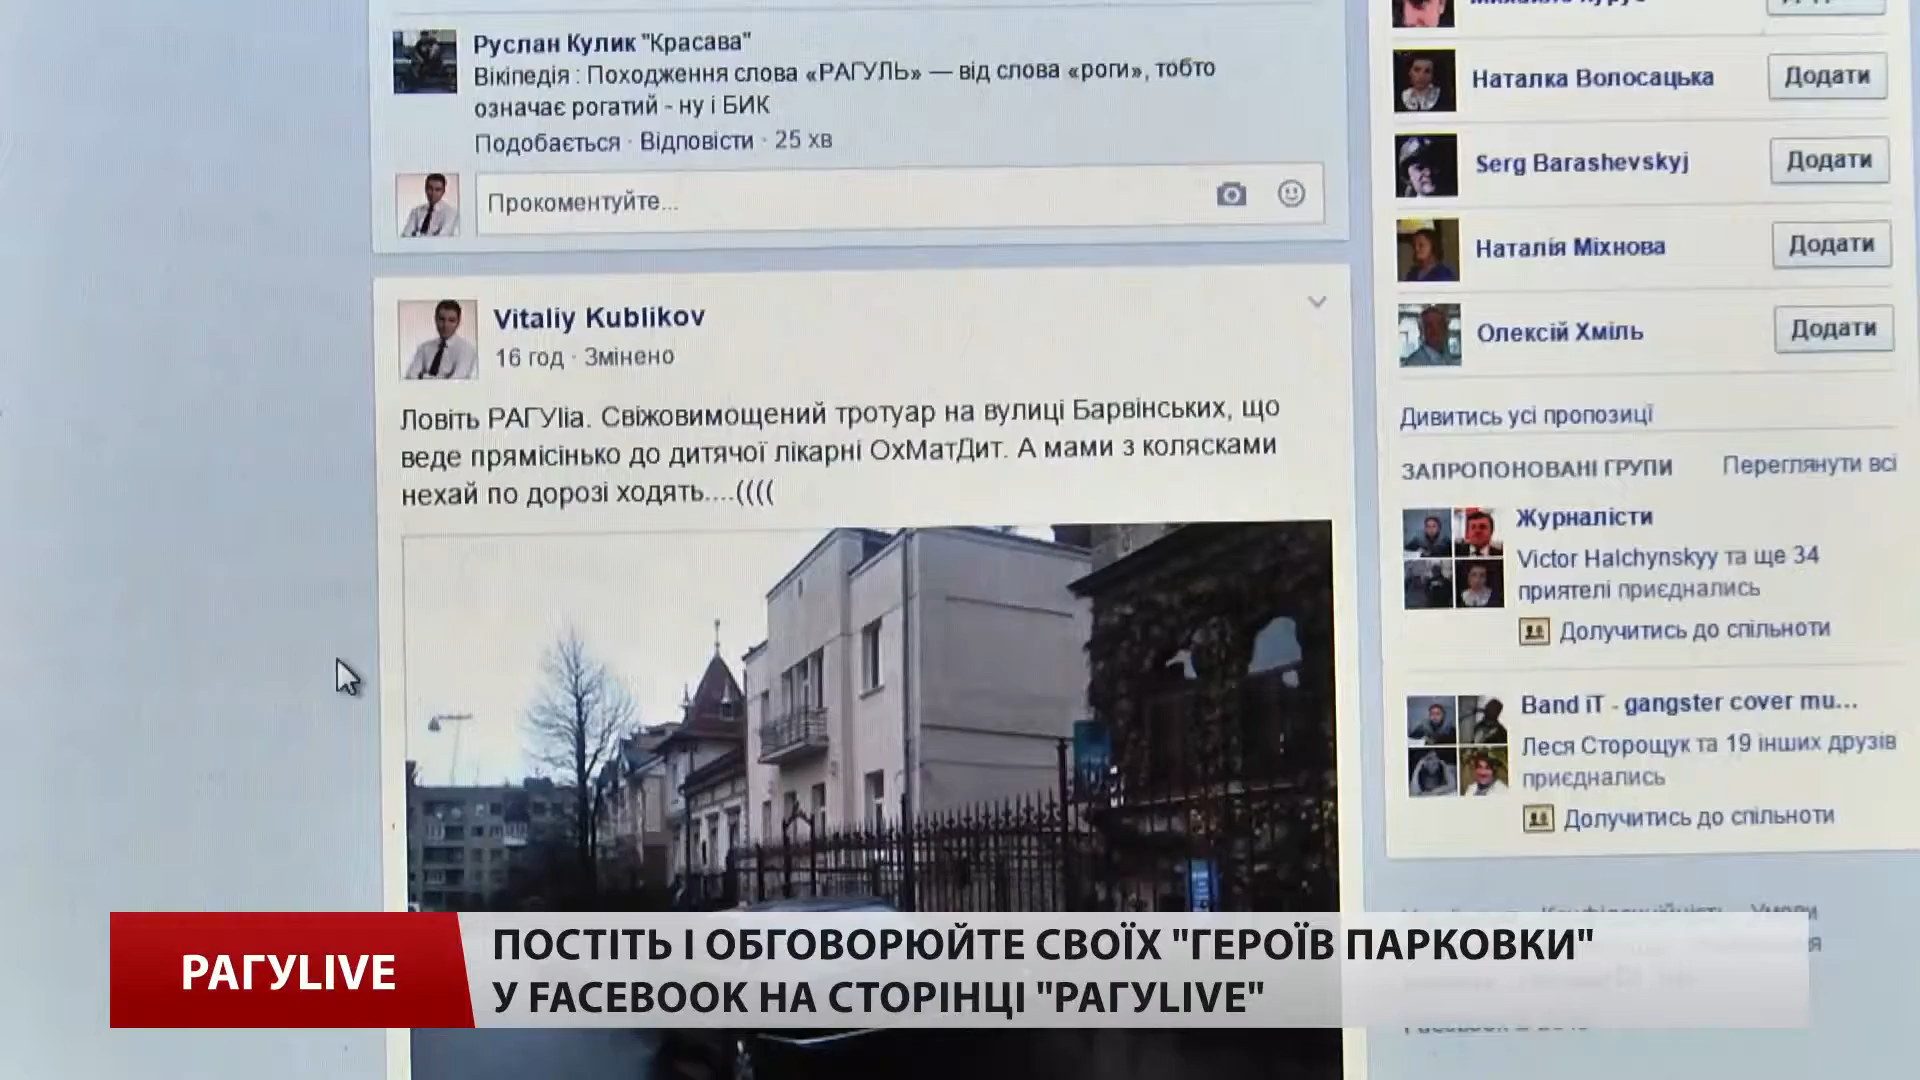 Руслан Кулик "Красава"
Вікіпедія : Походження слова «РАГУЛЬ» — від слова «роги», тобто
означає рогатий - ну і БИК
Подобається · Відповісти · 25 хв
Прокоментуйте...
Vitaliy Kublikov
16 год · Змінено
Ловіть РАГУliа. Свіжовимощений тротуар на вулиці Барвінських, що
веде прямісінько до дитячої лікарні ОхМатДит. А мами з колясками
нехай по дорозі ходять....((((
Наталка Волосацька
Додати
Serg Barashevskyj
Додати
Наталія Міхнова
Додати
Олексій Хміль
Додати
Дивитись усі пропозиції
ЗАПРОПОНОВАНІ ГРУПИ
Переглянути всі
Журналісти
Victor Halchynskyy та ще 34
приятелі приєднались
Долучитись до спільноти
Band iT - gangster cover mu...
Леся Сторощук та 19 інших друзів
приєднались
Долучитись до спільноти
РАГУLIVE
ПОСТІТЬ І ОБГОВОРЮЙТЕ СВОЇХ "ГЕРОЇВ ПАРКОВКИ"
У FACEBOOK НА СТОРІНЦІ "РАГУLIVE"